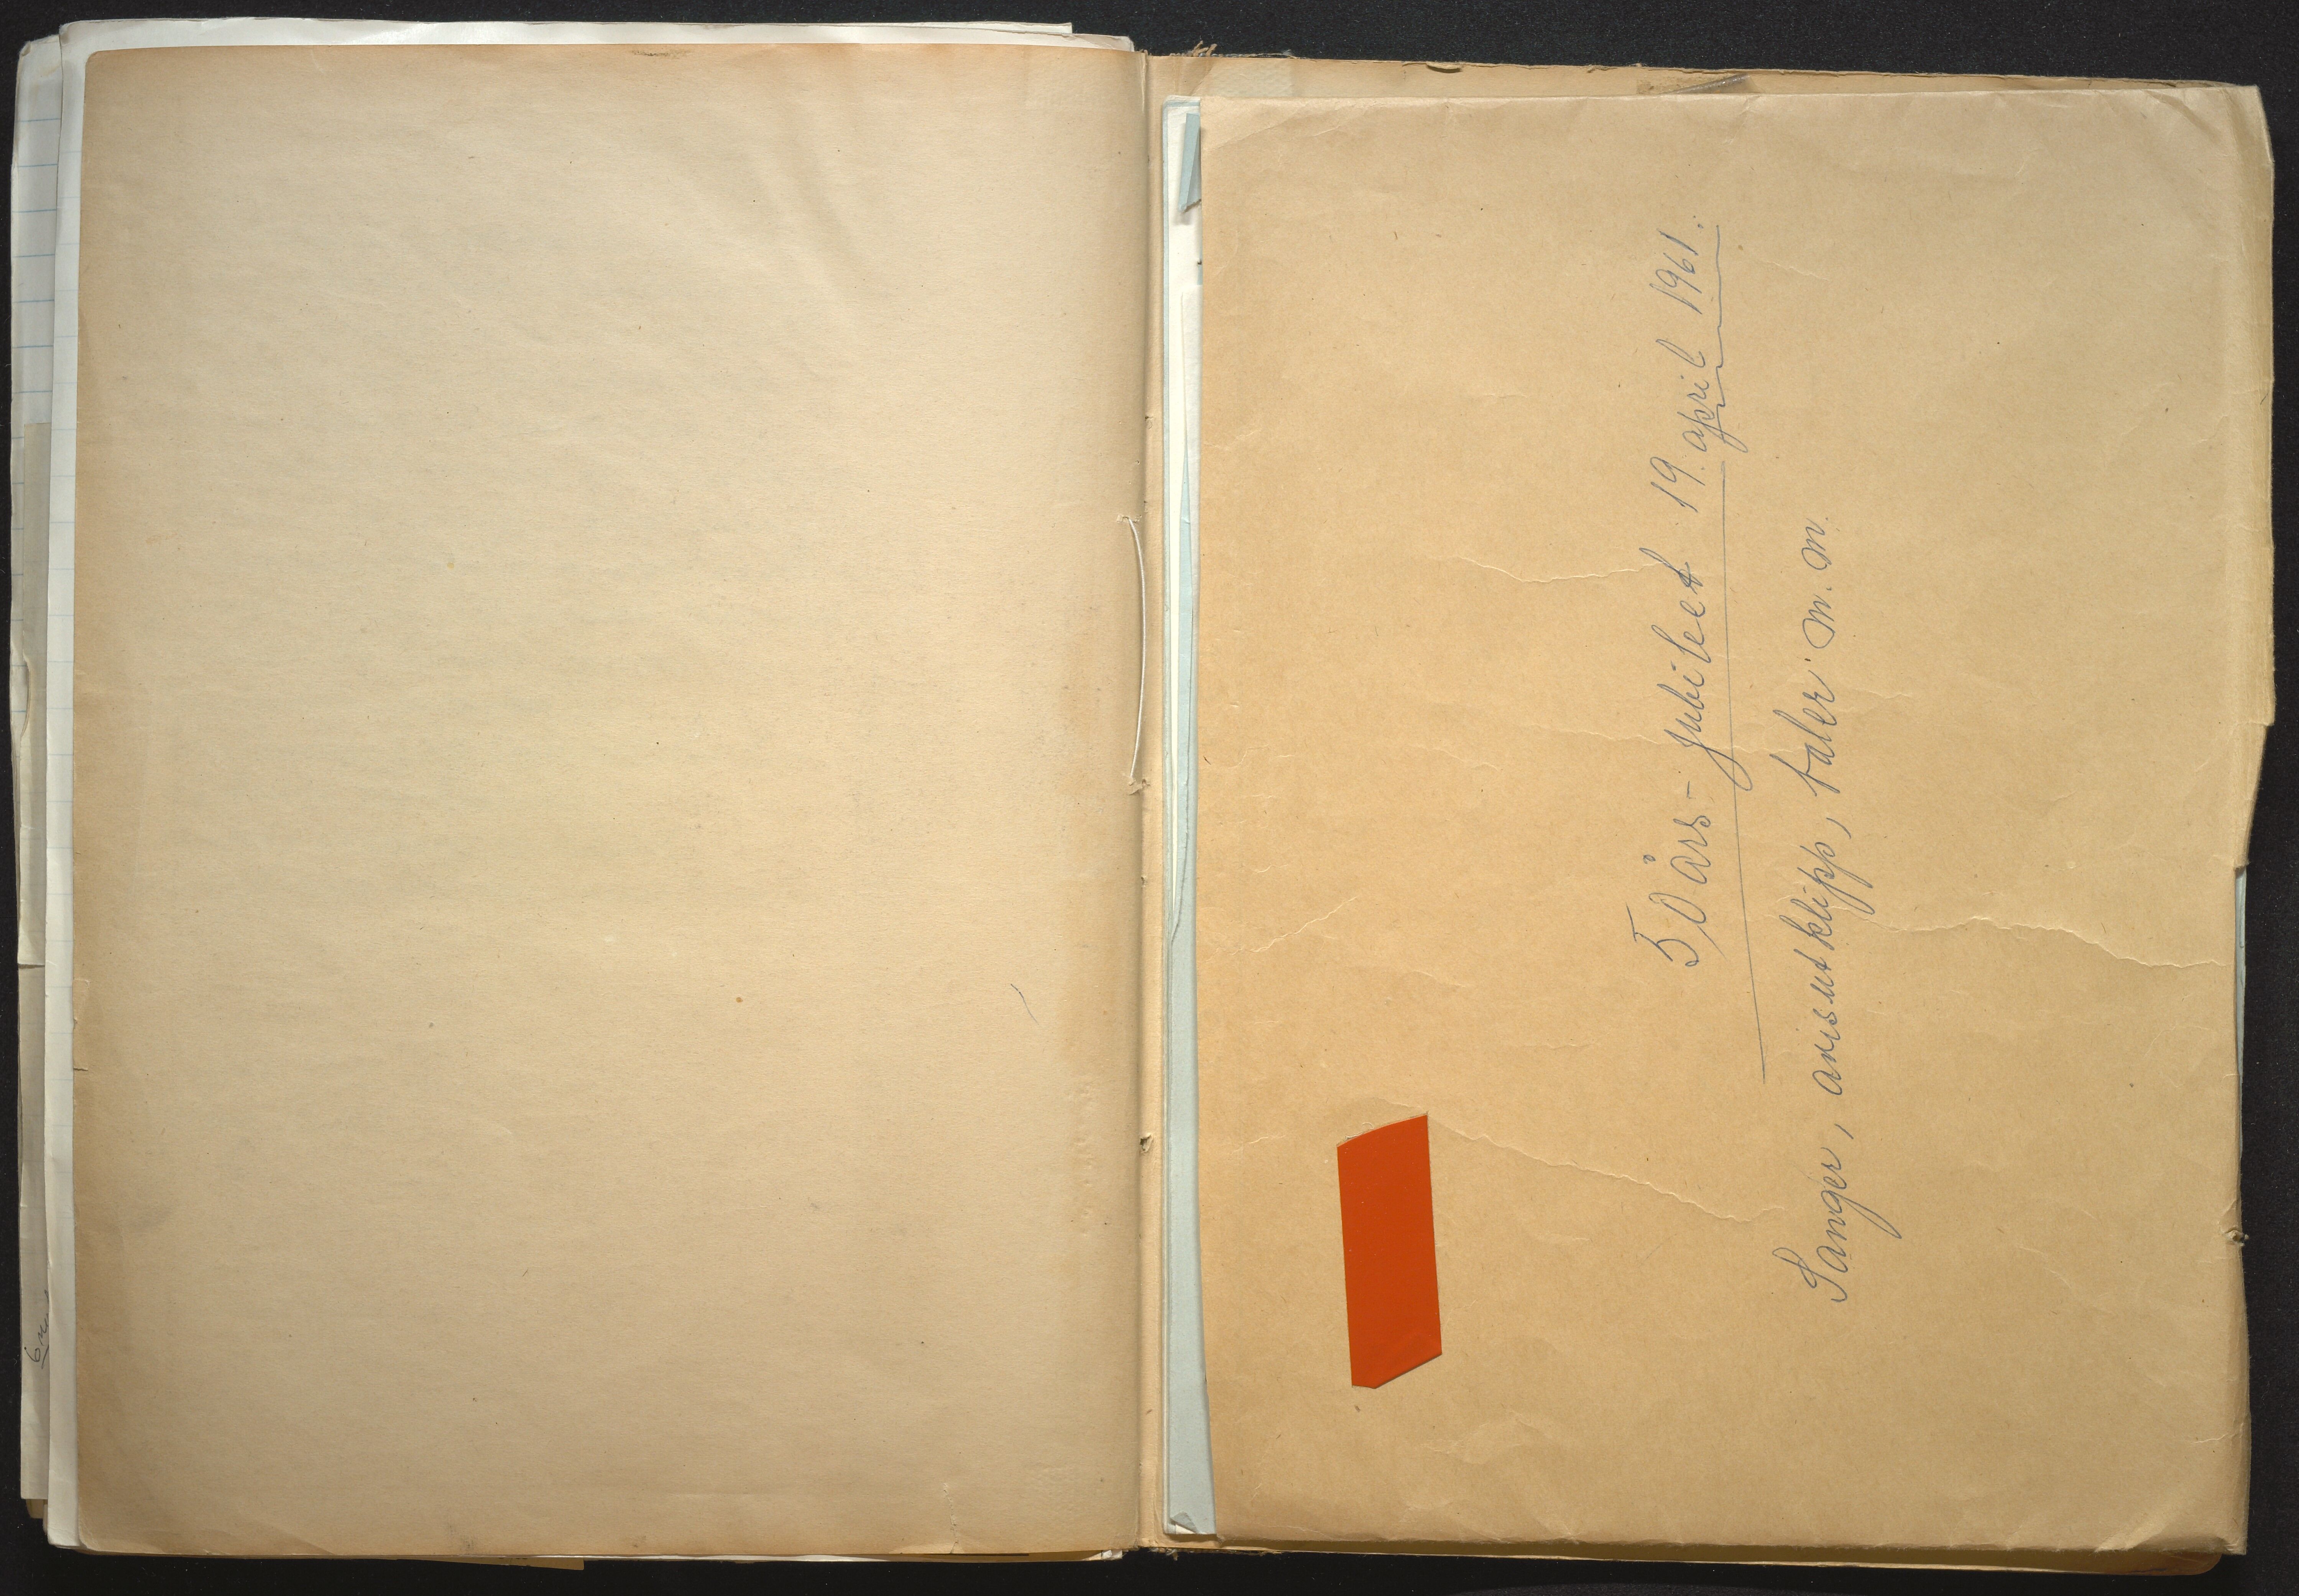 50års-jubileet 19. april 1961.
Sanger, avisutklipp, taler m.m.